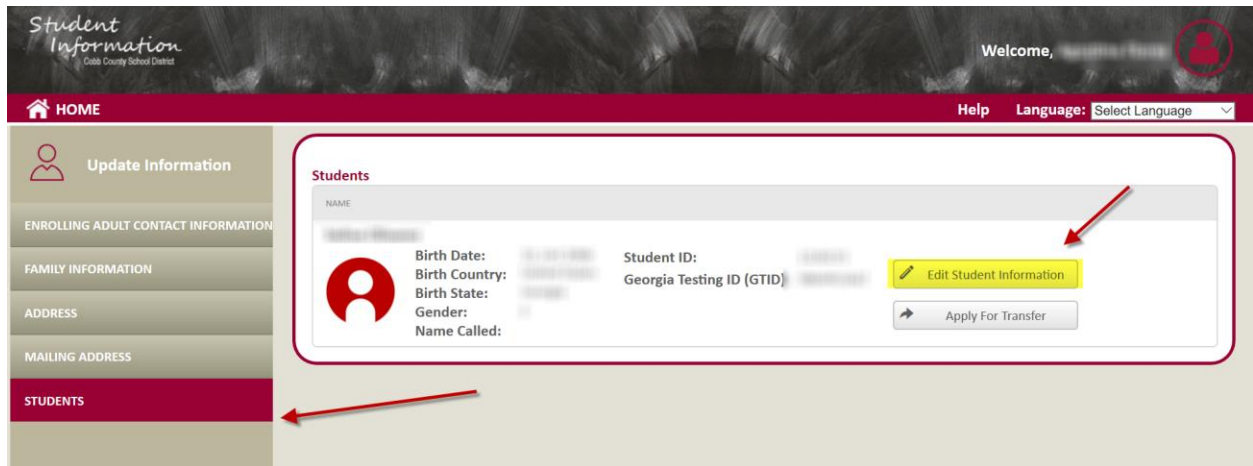 Student
Information
Cobb County School District
Welcome,
HOME
Help Language: Select Language
Update Information
ENROLLING ADULT CONTACT INFORMATION
FAMILY INFORMATION
ADDRESS
MAILING ADDRESS
STUDENTS
Students
NAME
Birth Date:
Birth Country:
Birth State:
Gender:
Name Called:
Student ID:
Georgia Testing ID (GTID)
Edit Student Information
Apply For Transfer